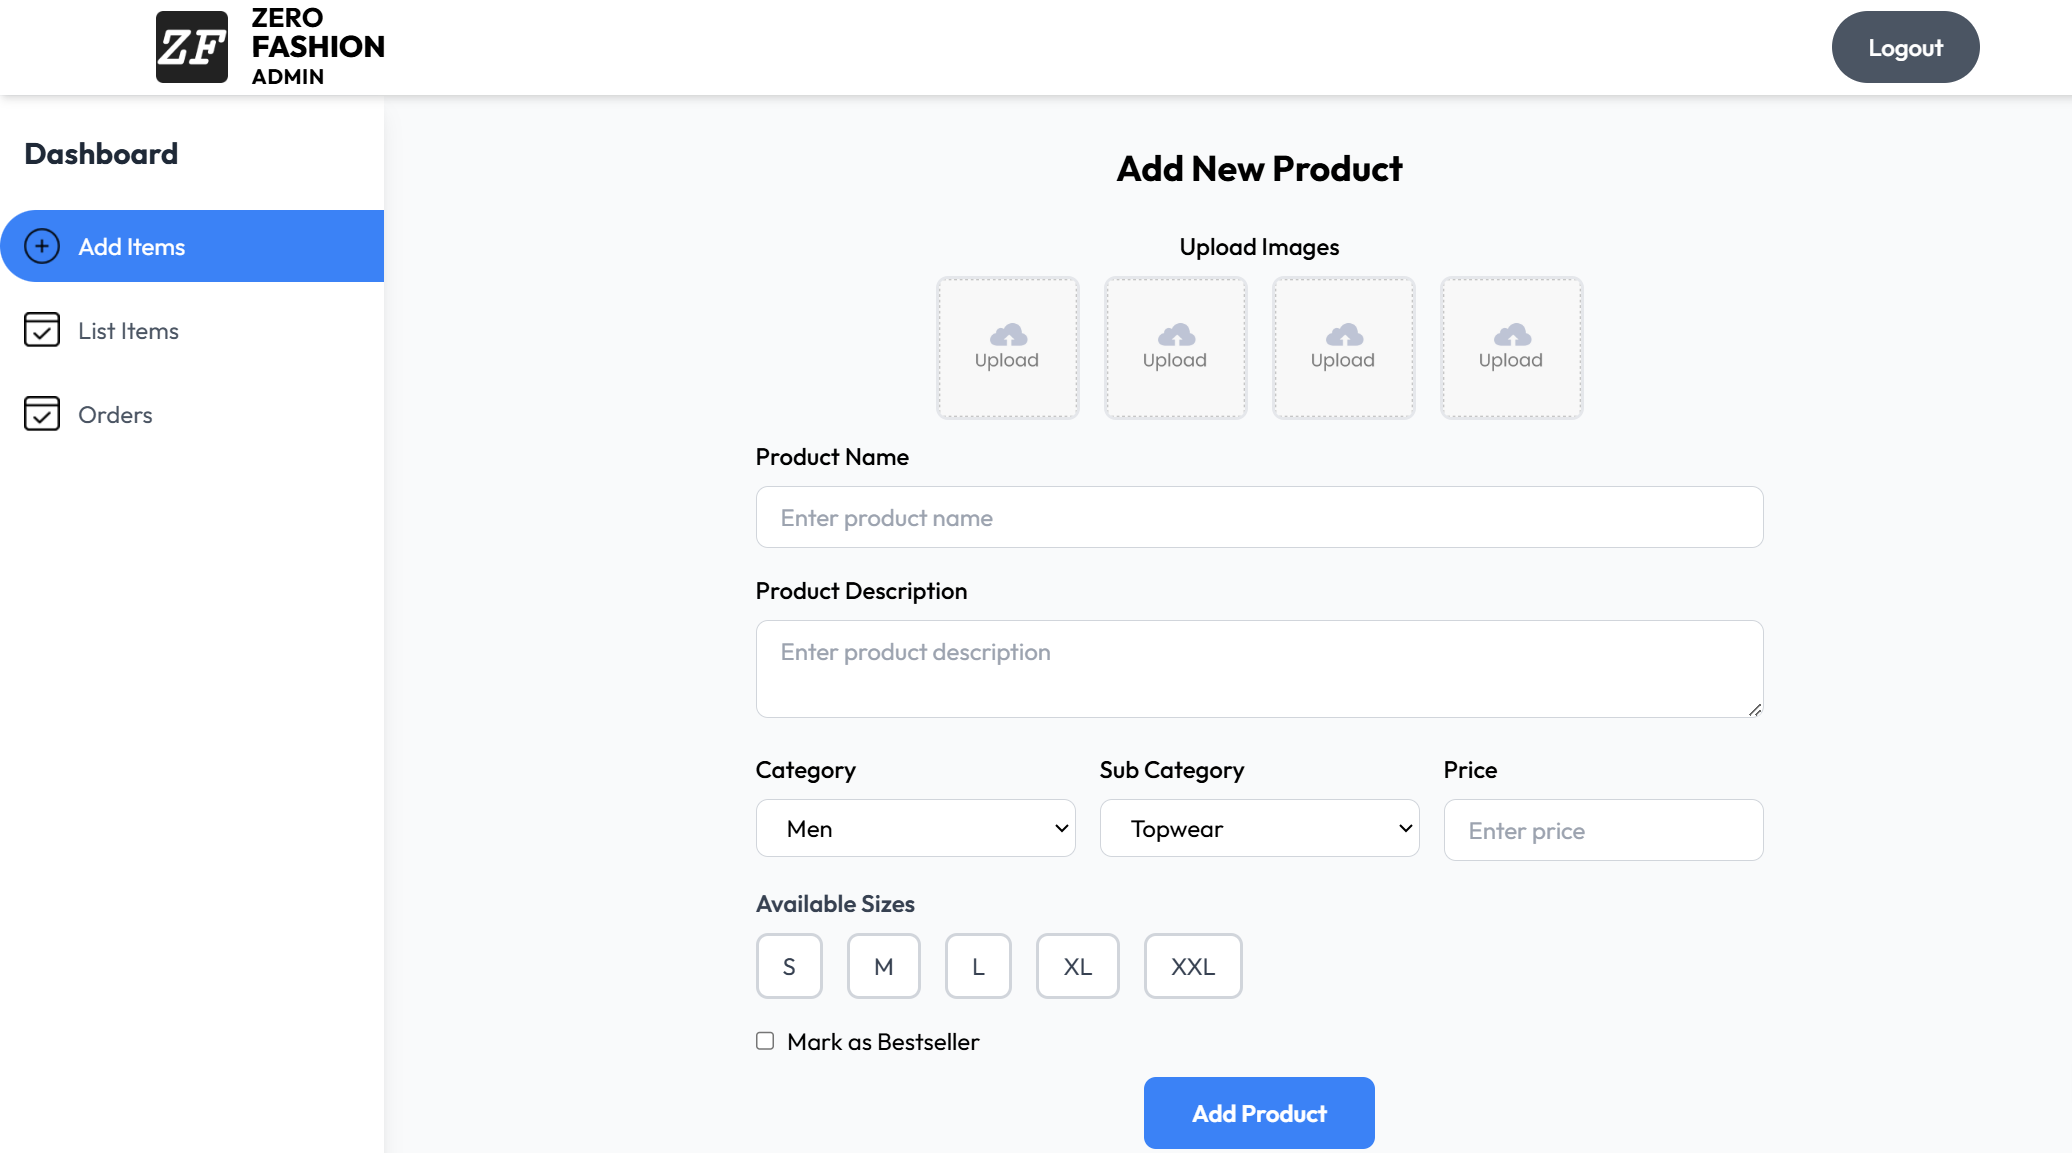 ZF
ZERO
FASHION
ADMIN
Logout
Dashboard
Add Items
List Items
Orders
Add New Product
Upload Images
Upload
Upload
Upload
Upload
Product Name
Enter product name
Product Description
Enter product description
Category
Sub Category
Price
Men
Topwear
Enter price
Available Sizes
S
M
L
XL
XXL
Mark as Bestseller
Add Product